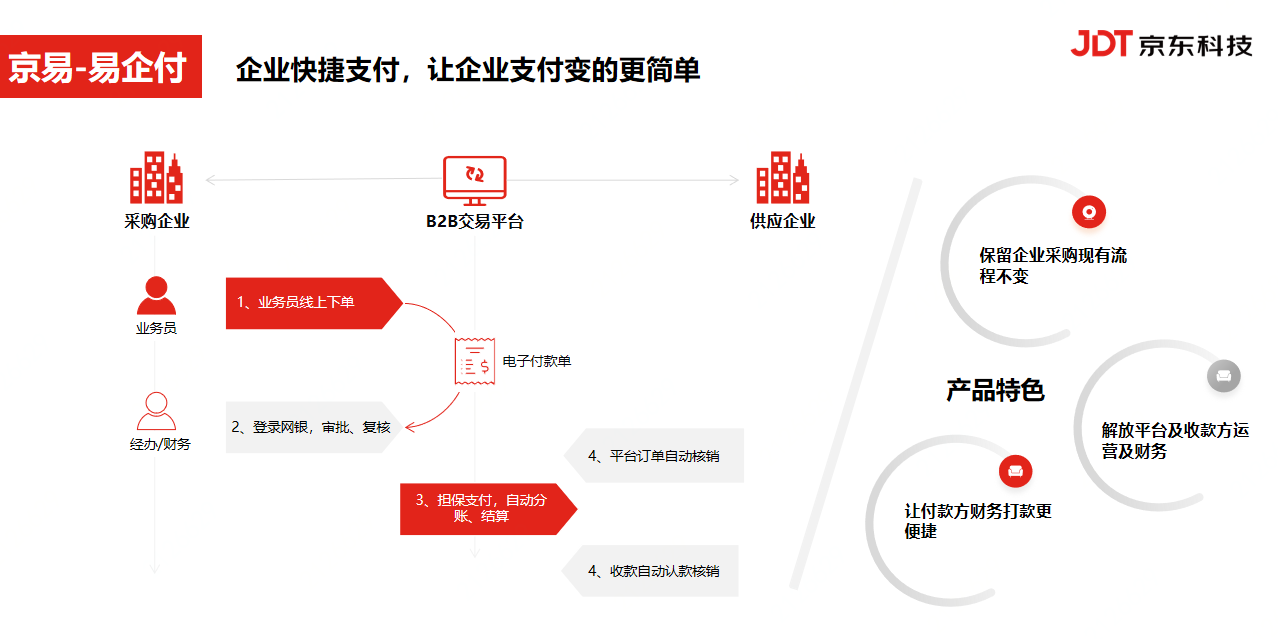 京易-易企付
企业快捷支付，让企业支付变的更简单
JDT 京东科技
采购企业
B2B交易平台
供应企业
业务员
1、业务员线上下单
电子付款单
经办/财务
2、登录网银，审批、复核
4、平台订单自动核销
3、担保支付，自动分
账、结算
4、收款自动认款核销
产品特色
保留企业采购现有流
程不变
解放平台及收款方运
营及财务
让付款方财务打款更
便捷